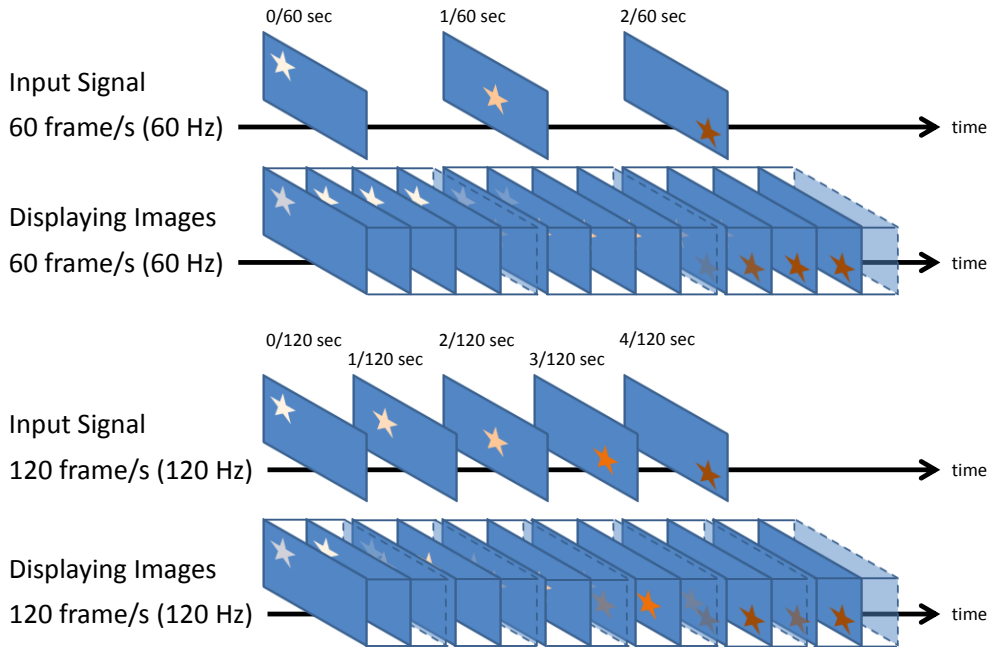 0/60 sec
1/60 sec
2/60 sec
Input Signal
60 frame/s (60 Hz)
time
Displaying Images
60 frame/s (60 Hz)
time
0/120 sec
1/120 sec
2/120 sec
3/120 sec
4/120 sec
Input Signal
120 frame/s (120 Hz)
time
Displaying Images
120 frame/s (120 Hz)
time